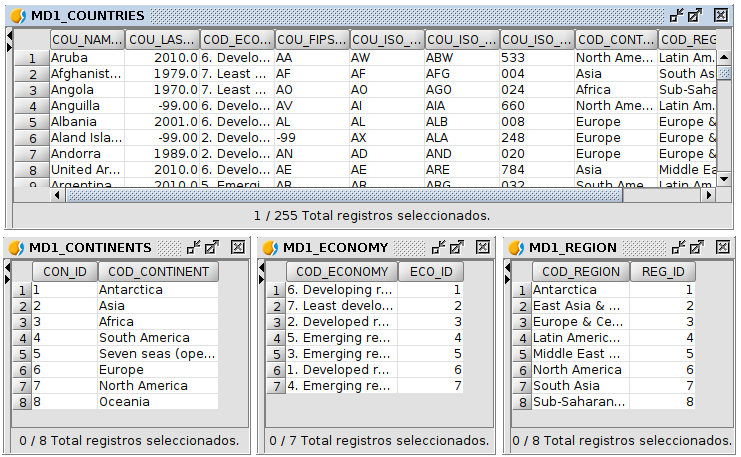 MD1_COUNTRIES
COU_NAM... COU_LAS... COD_ECO... COU_FIPS... COU_ISO_... COU_ISO_... COU_ISO_... COD_CONT... COD_REG
1 Aruba 2010.0 6. Develo... AA AW ABW 533 North Ame... Latin Am...
2 Afghanist... 1979.0 7. Least ... AF AF AFG 004 Asia South As
3 Angola 1970.0 7. Least ... AO AO AGO 024 Africa Sub-Saha
4 Anguilla -99.00 6. Develo... AV AI AIA 660 North Ame... Latin Am...
5 Albania 2001.0 6. Develo... AL AL ALB 008 Europe Europe &
6 Aland Isla... -99.00 2. Develo... -99 AX ALA 248 Europe Europe &
7 Andorra 1989.0 2. Develo... AN AD AND 020 Europe Europe &
8 United Ar... 2010.0 6. Develo... AE AE ARE 784 Asia Middle Ea
9 Argentina 2010.0 5. Emergi... AR AR ARG 032 South Ame... Latin Am...
1 / 255 Total registros seleccionados.
MD1_CONTINENTS
CON_ID COD_CONTINENT
1 1 Antarctica
2 2 Asia
3 3 Africa
4 4 South America
5 5 Seven seas (ope...
6 6 Europe
7 7 North America
8 8 Oceania
0 / 8 Total registros seleccionados.
MD1_ECONOMY
COD_ECONOMY ECO_ID
1 6. Developing r... 1
2 7. Least develo... 2
3 2. Developed r... 3
4 5. Emerging re... 4
5 3. Emerging re... 5
6 1. Developed r... 6
7 4. Emerging re... 7
0 / 7 Total registros seleccionados.
MD1_REGION
COD_REGION REG_ID
1 Antarctica 1
2 East Asia & ... 2
3 Europe & Ce... 3
4 Latin Americ... 4
5 Middle East ... 5
6 North America 6
7 South Asia 7
8 Sub-Saharan... 8
0 / 8 Total registros seleccionados.